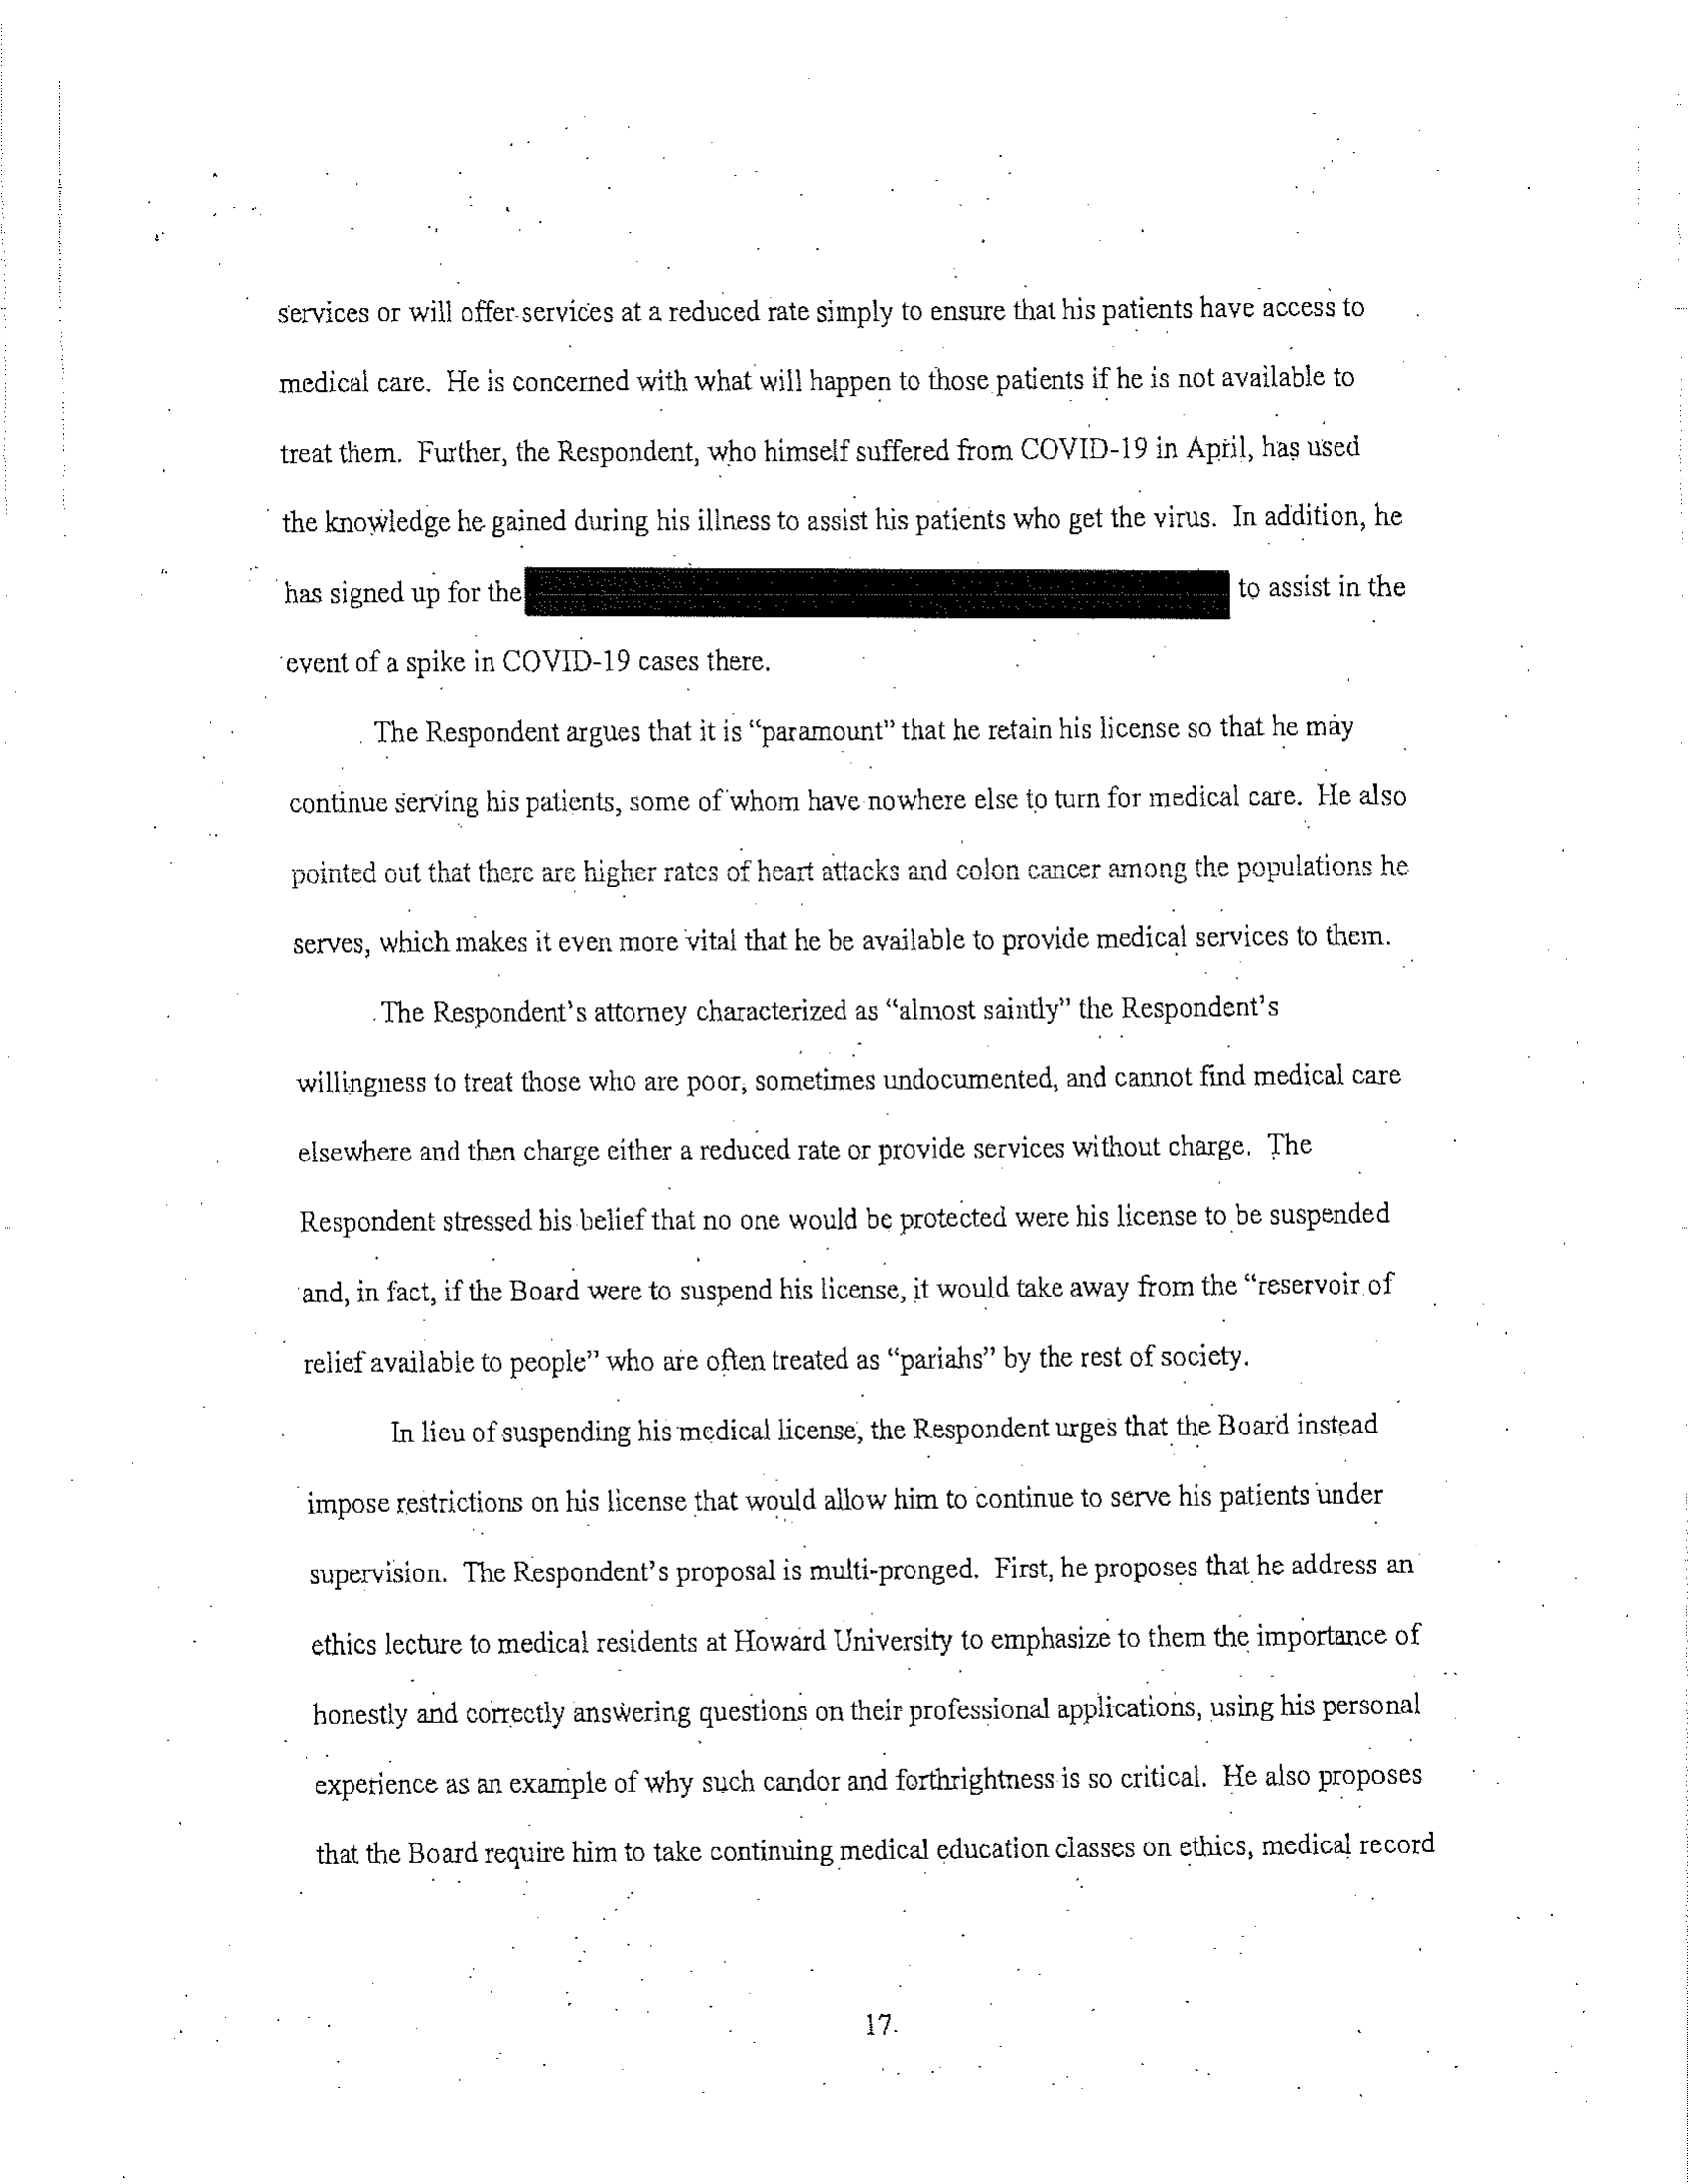 services or will offer services at a reduced rate simply to ensure that his patients have access to
medical care. He is concerned with what will happen to those patients if he is not available to
treat them. Further, the Respondent, who himself suffered from COVID-19 in April, has used
the knowledge he gained during his illness to assist his patients who get the virus. In addition, he
has signed up for the to assist in the
event of a spike in COVID-19 cases there.
The Respondent argues that it is “paramount” that he retain his license so that he may
continue serving his patients, some of whom have nowhere else to turn for medical care. He also
pointed out that there are higher rates of heart attacks and colon cancer among the populations he
serves, which makes it even more vital that he be available to provide medical services to them.
The Respondent’s attorney characterized as “almost saintly” the Respondent’s
willingness to treat those who are poor, sometimes undocumented, and cannot find medical care
elsewhere and then charge either a reduced rate or provide services without charge. The
Respondent stressed his belief that no one would be protected were his license to be suspended
and, in fact, if the Board were to suspend his license, it would take away from the “reservoir of
relief available to people” who are often treated as “pariahs” by the rest of society.
In lieu of suspending his medical license, the Respondent urges that the Board instead
impose restrictions on his license that would allow him to continue to serve his patients under
supervision. The Respondent’s proposal is multi-pronged. First, he proposes that he address an
ethics lecture to medical residents at Howard University to emphasize to them the importance of
honestly and correctly answering questions on their professional applications, using his personal
experience as an example of why such candor and forthrightness is so critical. He also proposes
that the Board require him to take continuing medical education classes on ethics, medical record
17